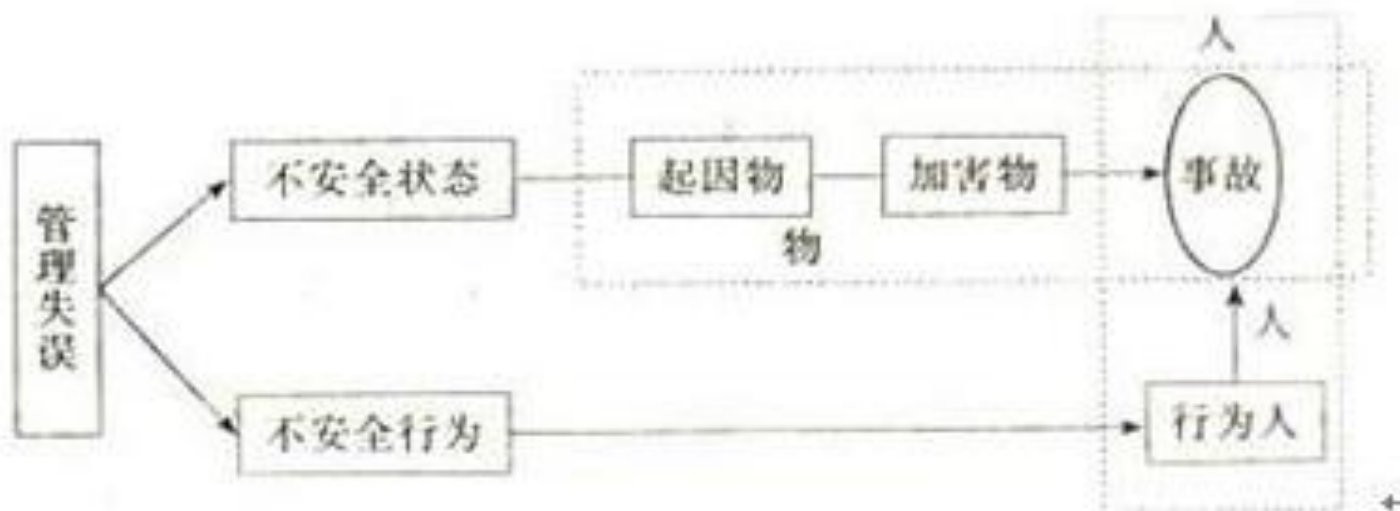 人
不安全状态
起因物
加害物
事故
物
管理失误
人
不安全行为
行为人